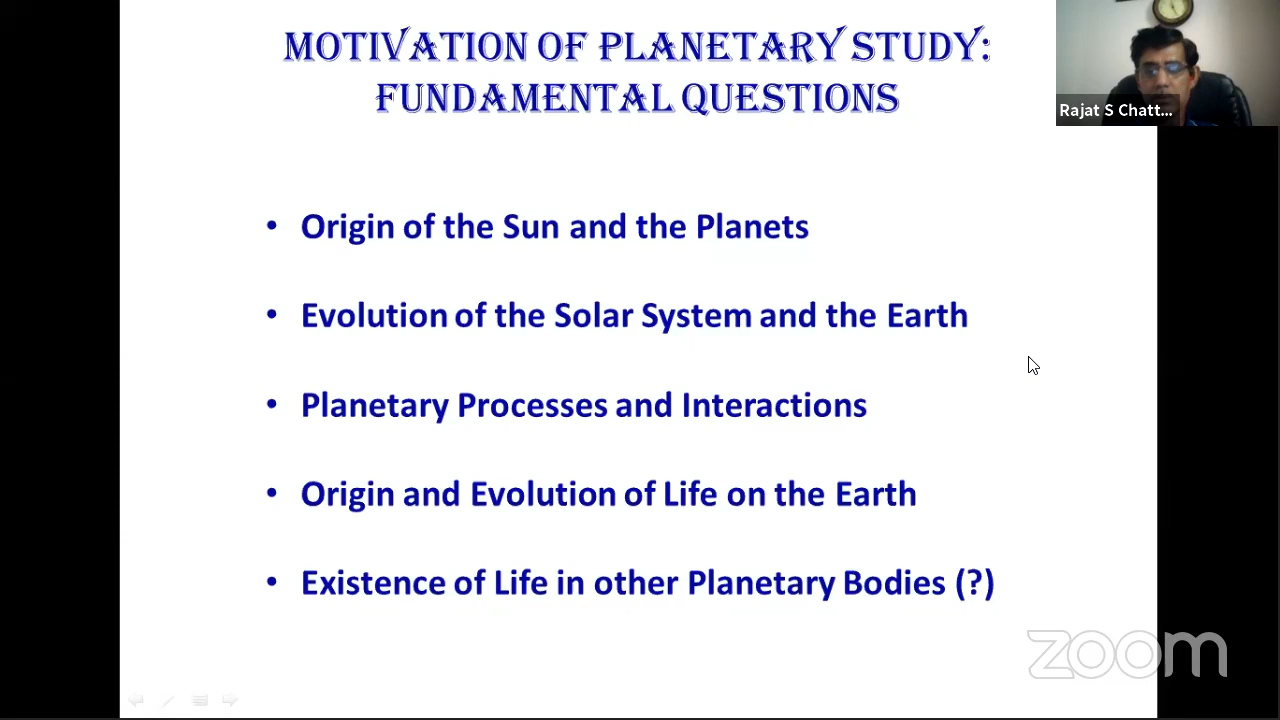 MOTIVATION OF PLANETARY STUDY:
FUNDAMENTAL QUESTIONS
Rajat S Chatt...
• Origin of the Sun and the Planets
• Evolution of the Solar System and the Earth
• Planetary Processes and Interactions
• Origin and Evolution of Life on the Earth
• Existence of Life in other Planetary Bodies (?)
zoom